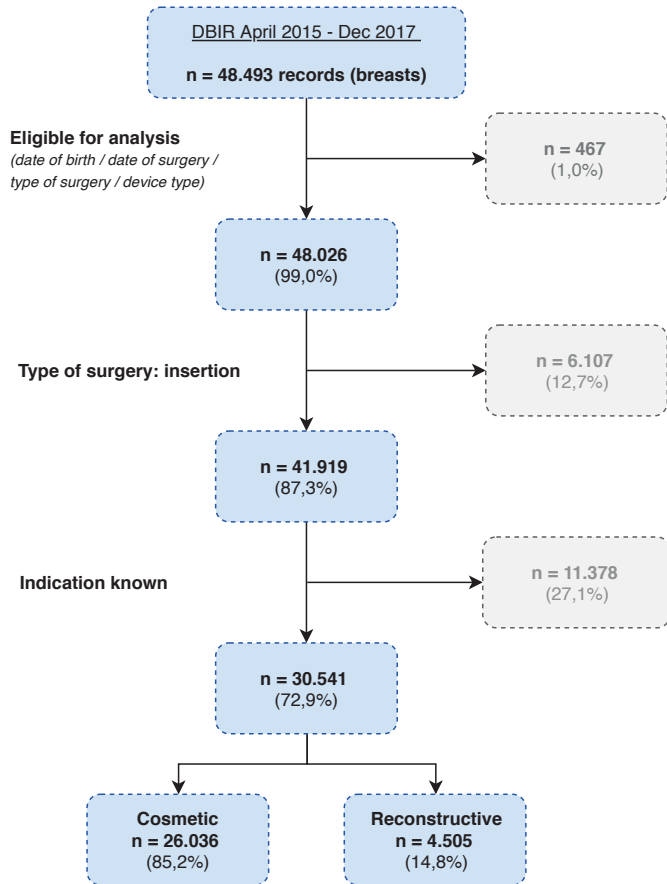 DBIR April 2015 - Dec 2017
n = 48.493 records (breasts)
Eligible for analysis
(date of birth / date of surgery /
type of surgery / device type)
n = 467
(1,0%)
n = 48.026
(99,0%)
Type of surgery: insertion
n = 6.107
(12,7%)
n = 41.919
(87,3%)
Indication known
n = 11.378
(27,1%)
n = 30.541
(72,9%)
Cosmetic
n = 26.036
(85,2%)
Reconstructive
n = 4.505
(14,8%)